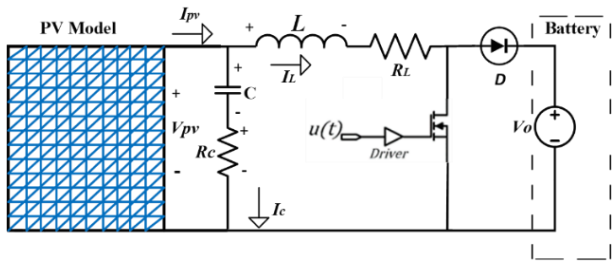 PV Model
Ipv
+ L -
Battery
+
IL
RL
D
C
+
-
+
Vpv
Rc
-
-
u(t)
Driver
Vo
+
-
Ic